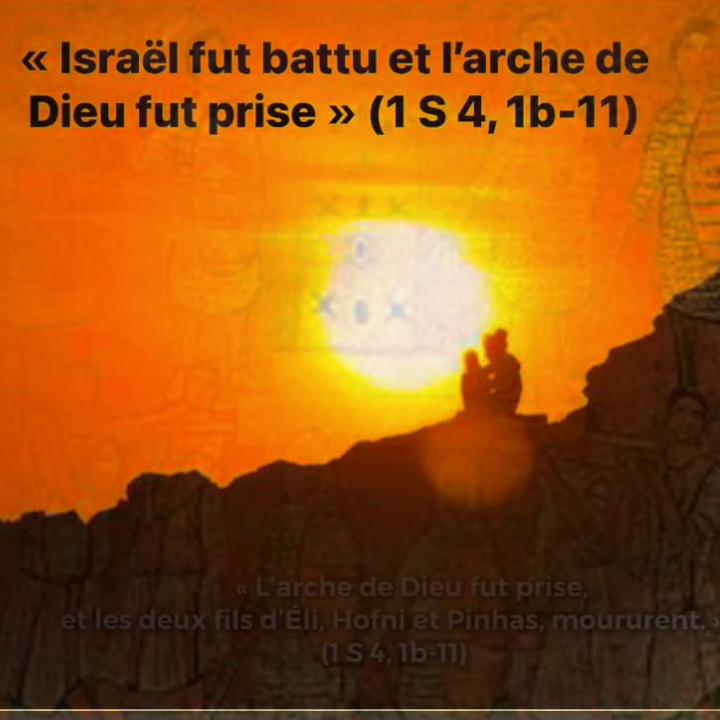 « Israël fut battu et l’arche de
Dieu fut prise » (1 S 4, 1b-11)
« L’arche de Dieu fut prise,
et les deux fils d’Éli, Hofni et Pinhas, moururent. »
(1 S 4, 1b-11)